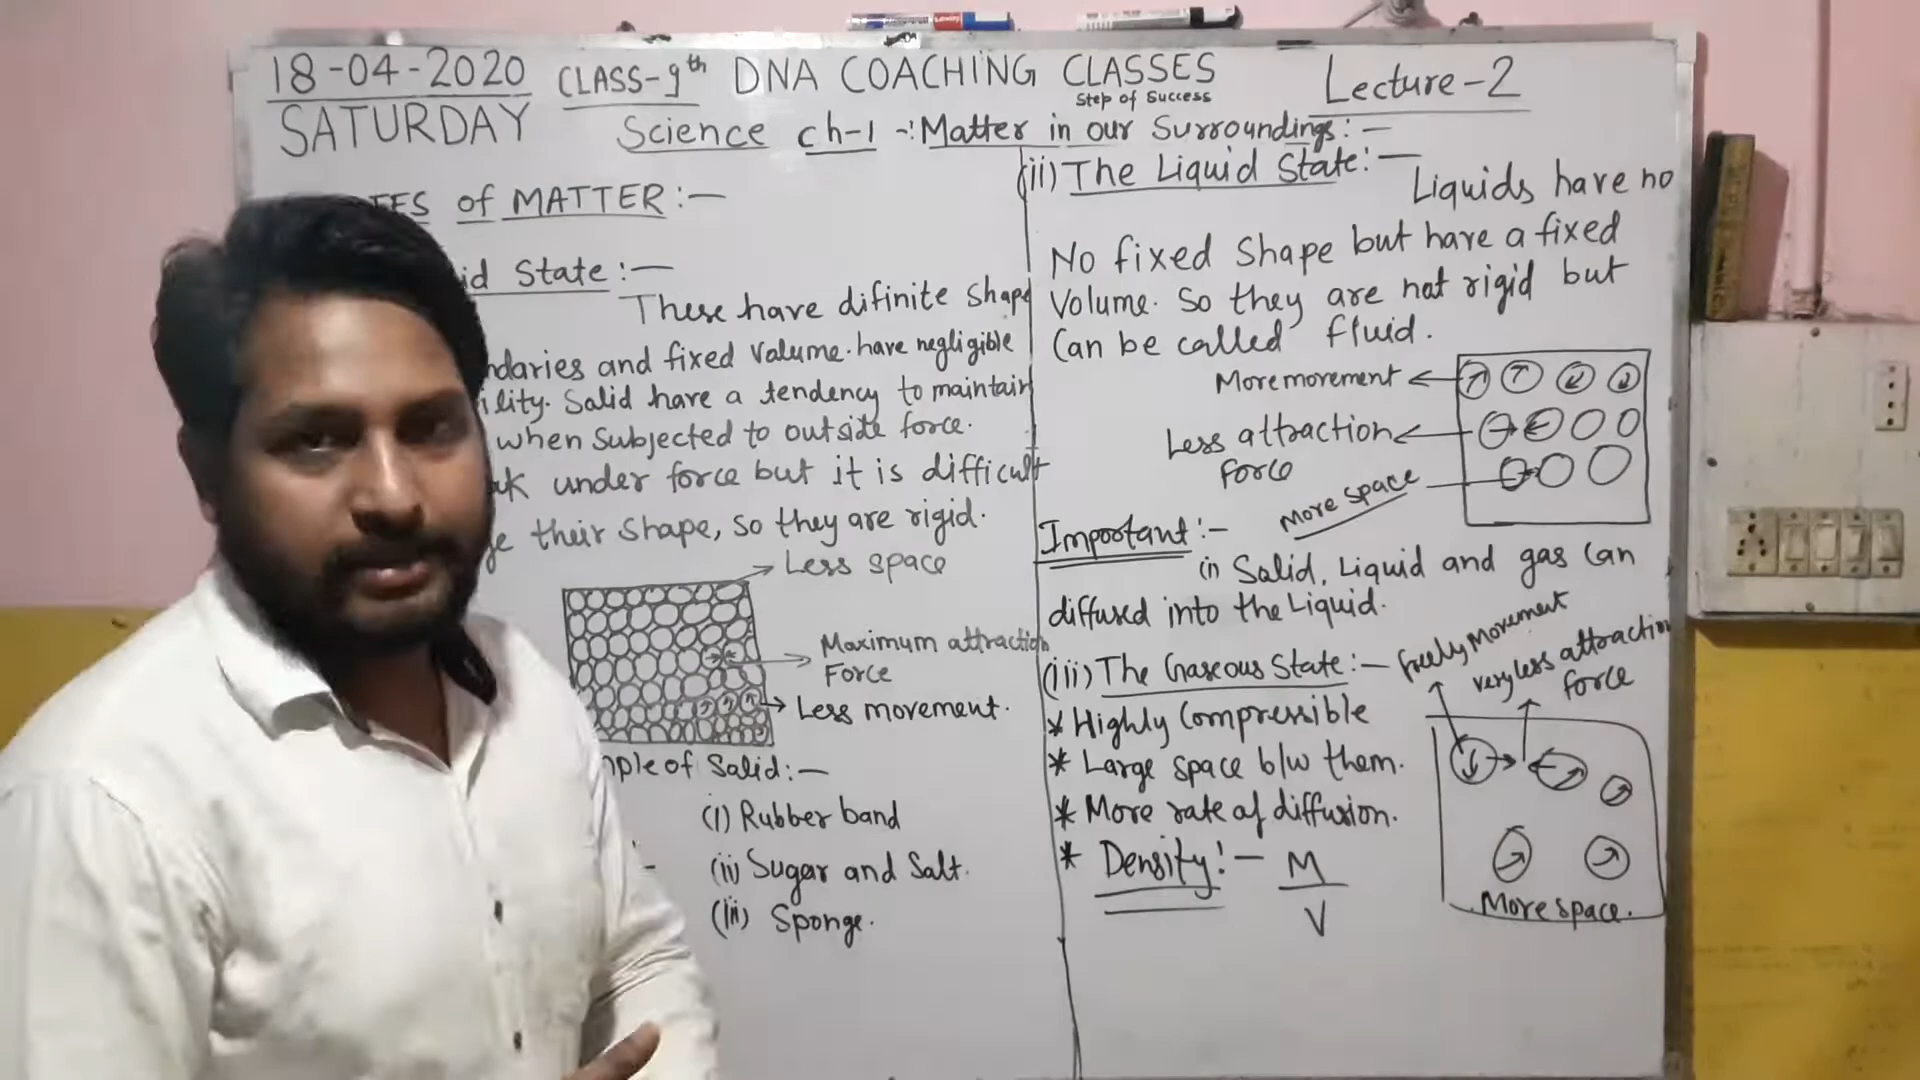 18-04-2020 CLASS-9th DNA COACHING CLASSES Lecture-2
Step of Success
SATURDAY Science ch-1 -: Matter in our Surroundings:-
of MATTER:-
State:-
These have difinite shape
and fixed Volume. have negligible
Solid have a tendency to maintain
when subjected to outside force.
under force but it is difficult
their shape, so they are rigid.
Less space
Maximum attraction
Force
Less movement.
of Solid:-
(i) Rubber band
(ii) Sugar and Salt.
(iii) Sponge.
(ii) The Liquid State:-
Liquids have no
No fixed Shape but have a fixed
Volume. So they are not rigid but
Can be called fluid.
More movement
Less attraction
force
More space
Important:-
(i) Solid, Liquid and gas Can
diffused into the Liquid.
(iii) The Gaseous State:-
freely Movement
very less attraction
force
* Highly Compressible
* Large space b/w them.
* More rate of diffusion.
* Density:- M
V
More space.